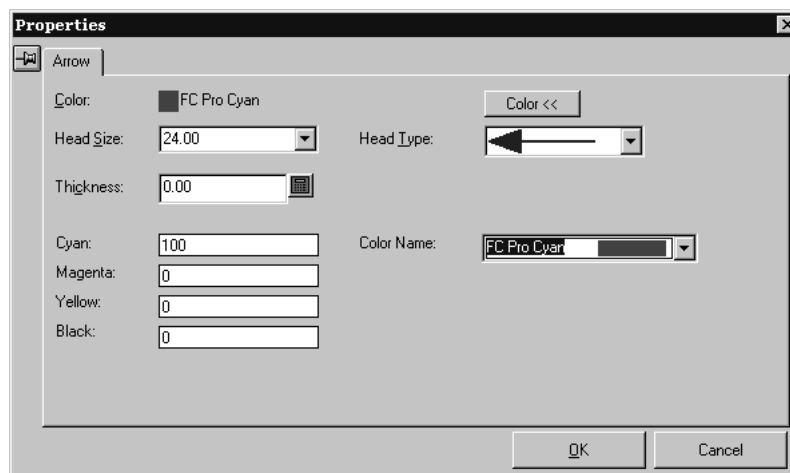 Properties
Arrow
Color: FC Pro Cyan Color <<
Head Size: 24.00 Head Type:
Thickness: 0.00
Cyan: 100 Color Name: FC Pro Cyan
Magenta: 0
Yellow: 0
Black: 0
OK Cancel